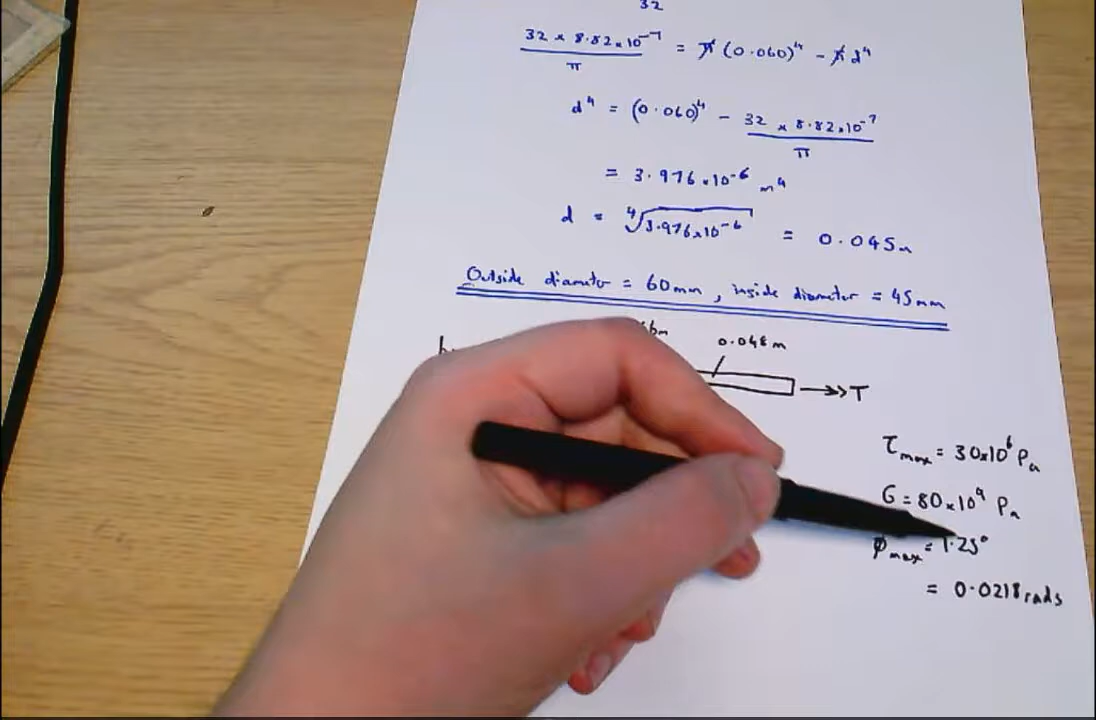 32
32 × 8.82×10⁻⁷ / π = π (0.060)⁴ - π d⁴
d⁴ = (0.060)⁴ - 32 × 8.82×10⁻⁷ / π
= 3.976×10⁻⁶ m⁴
d = ∜3.976×10⁻⁶ = 0.045m
Outside diameter = 60mm, inside diameter = 45mm
0.048m
T
τmax = 30×10⁶ Pa
G = 80×10⁹ Pa
φmax = 1.25°
= 0.0218 rads